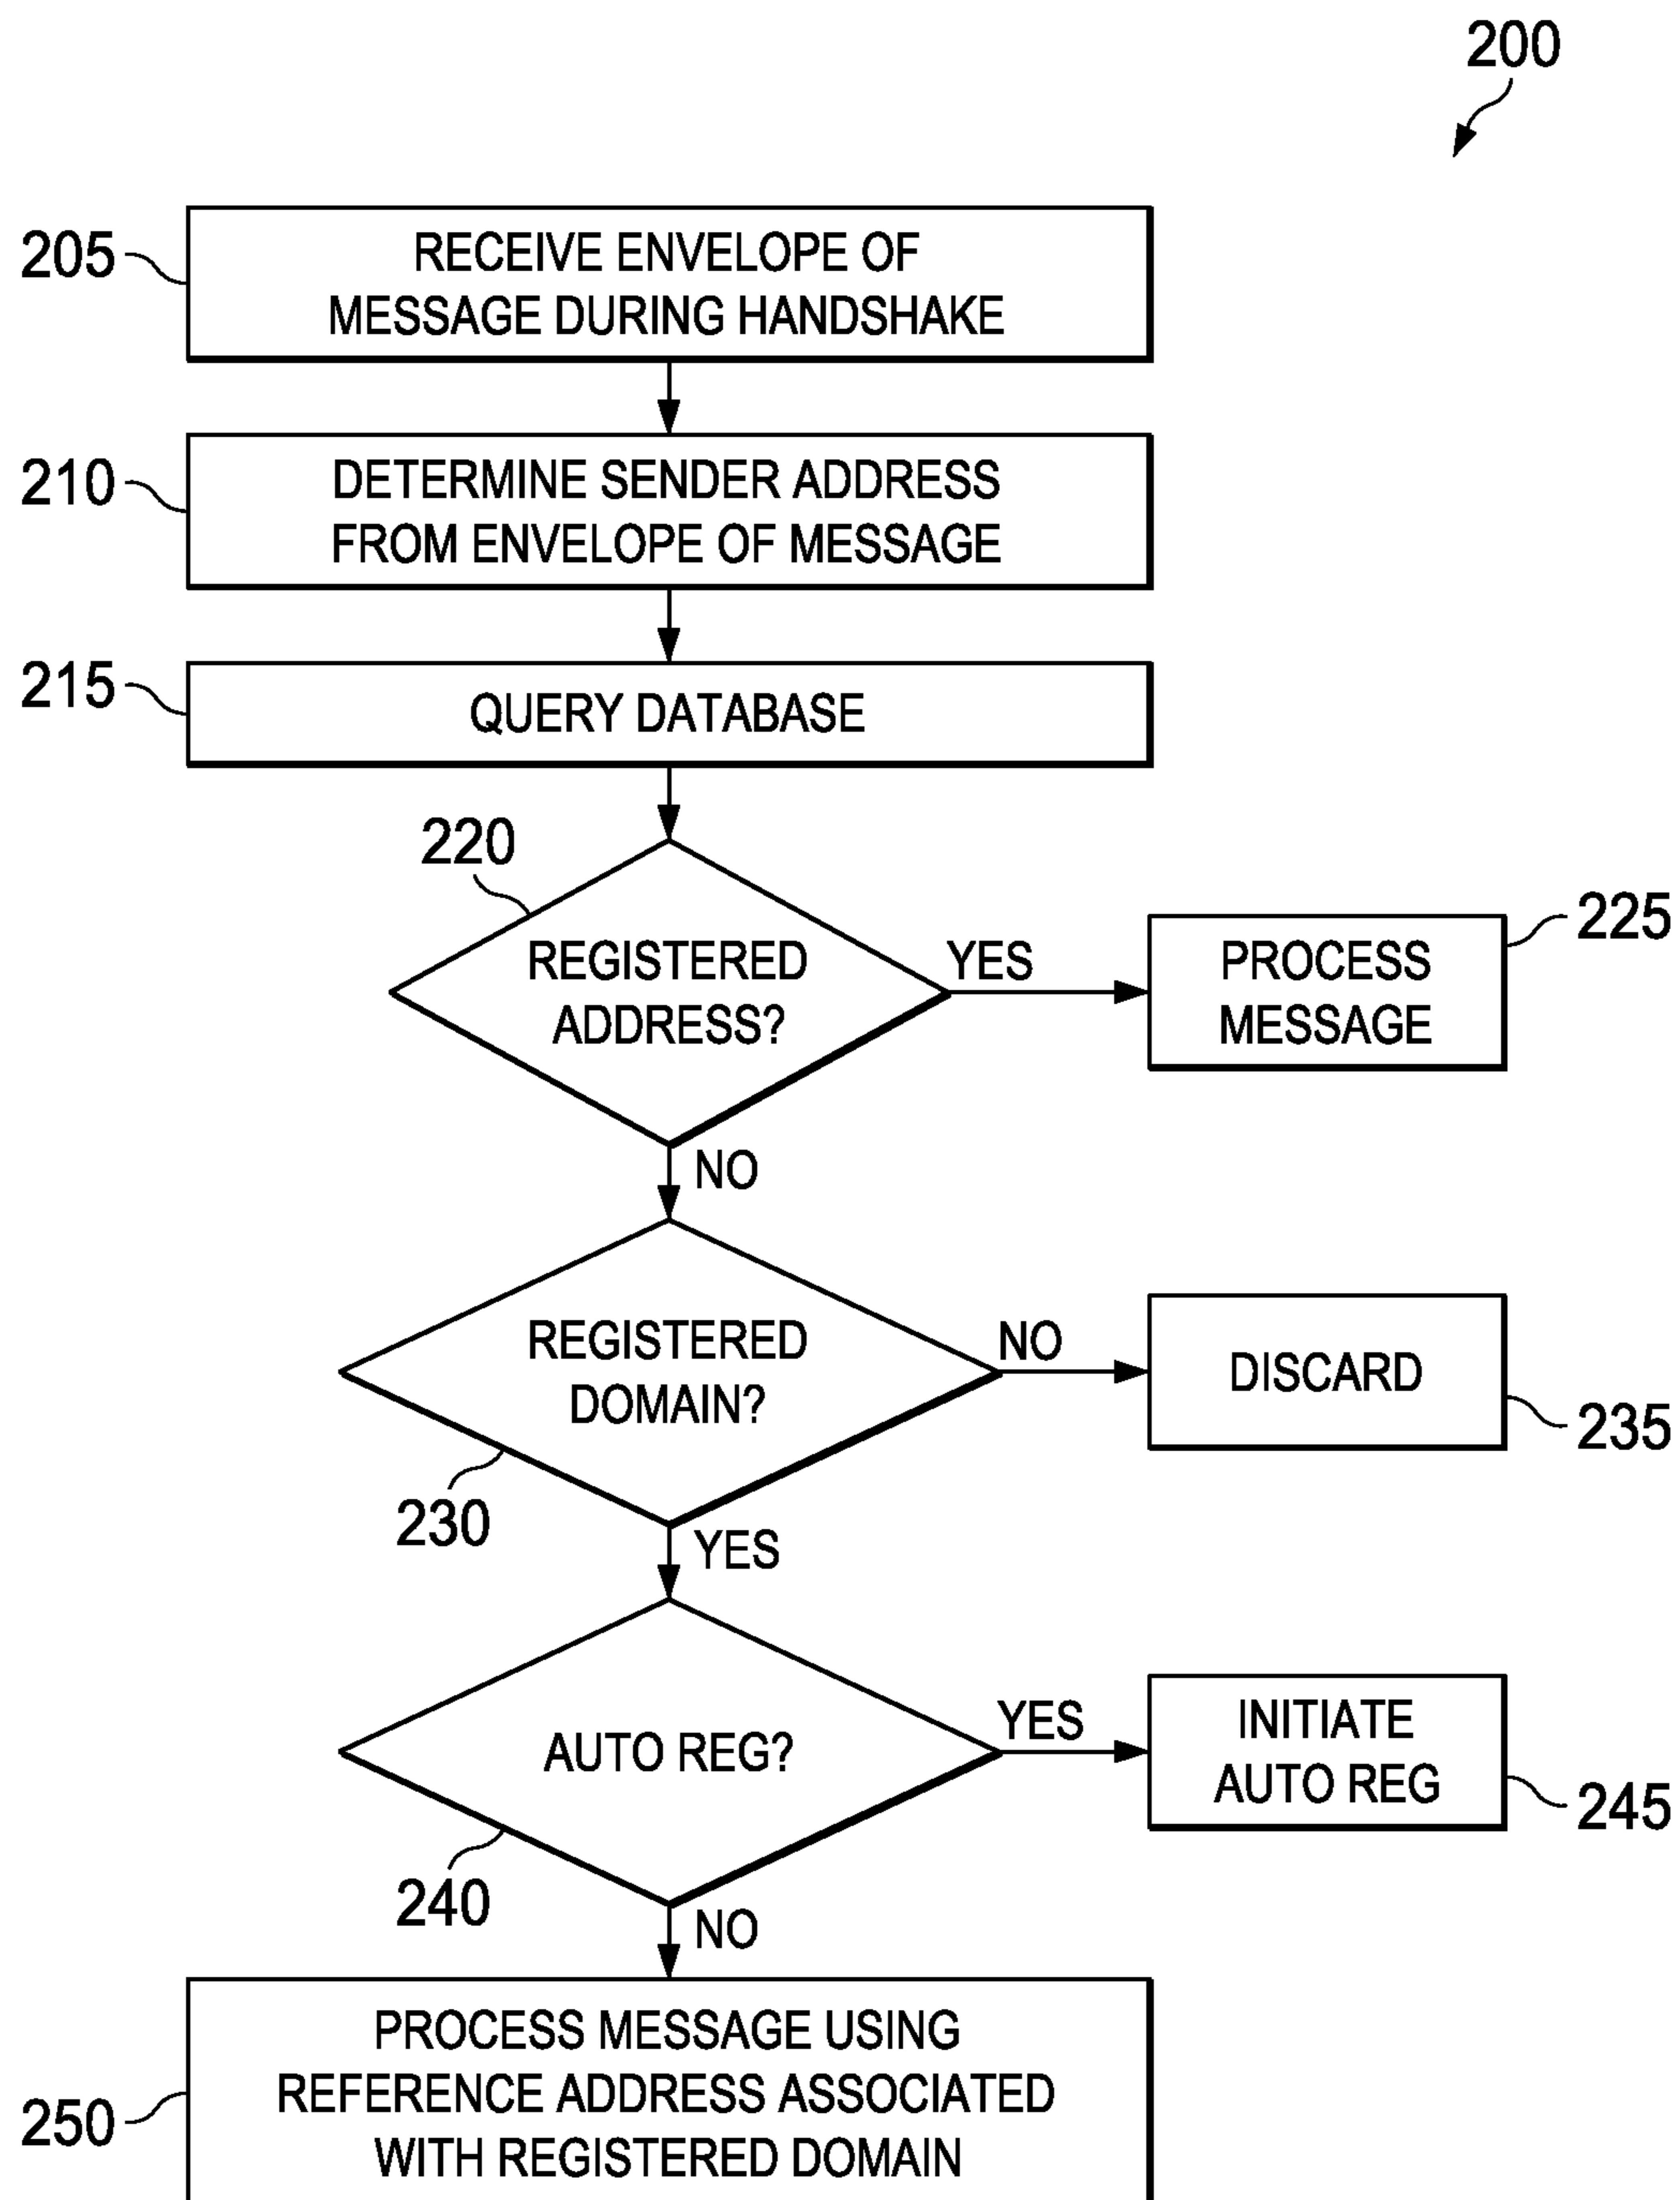 200
205
RECEIVE ENVELOPE OF
MESSAGE DURING HANDSHAKE
210
DETERMINE SENDER ADDRESS
FROM ENVELOPE OF MESSAGE
215
QUERY DATABASE
220
REGISTERED
ADDRESS?
YES
PROCESS
MESSAGE
225
NO
REGISTERED
DOMAIN?
230
NO
DISCARD
235
YES
AUTO REG?
240
YES
INITIATE
AUTO REG
245
NO
250
PROCESS MESSAGE USING
REFERENCE ADDRESS ASSOCIATED
WITH REGISTERED DOMAIN